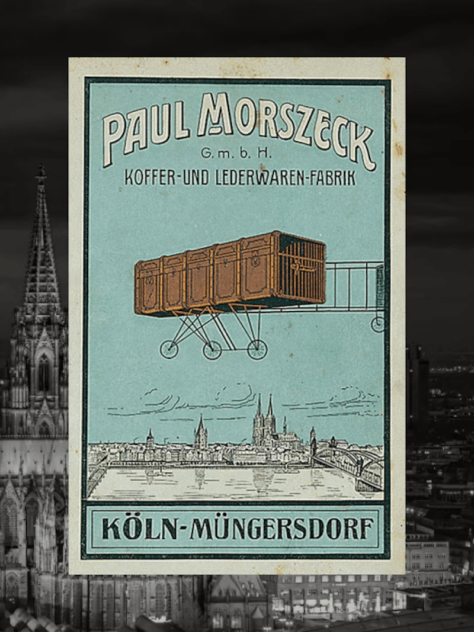 PAUL MORSZECK
G. m. b. H.
KOFFER-UND LEDERWAREN-FABRIK
KÖLN-MÜNGERSDORF